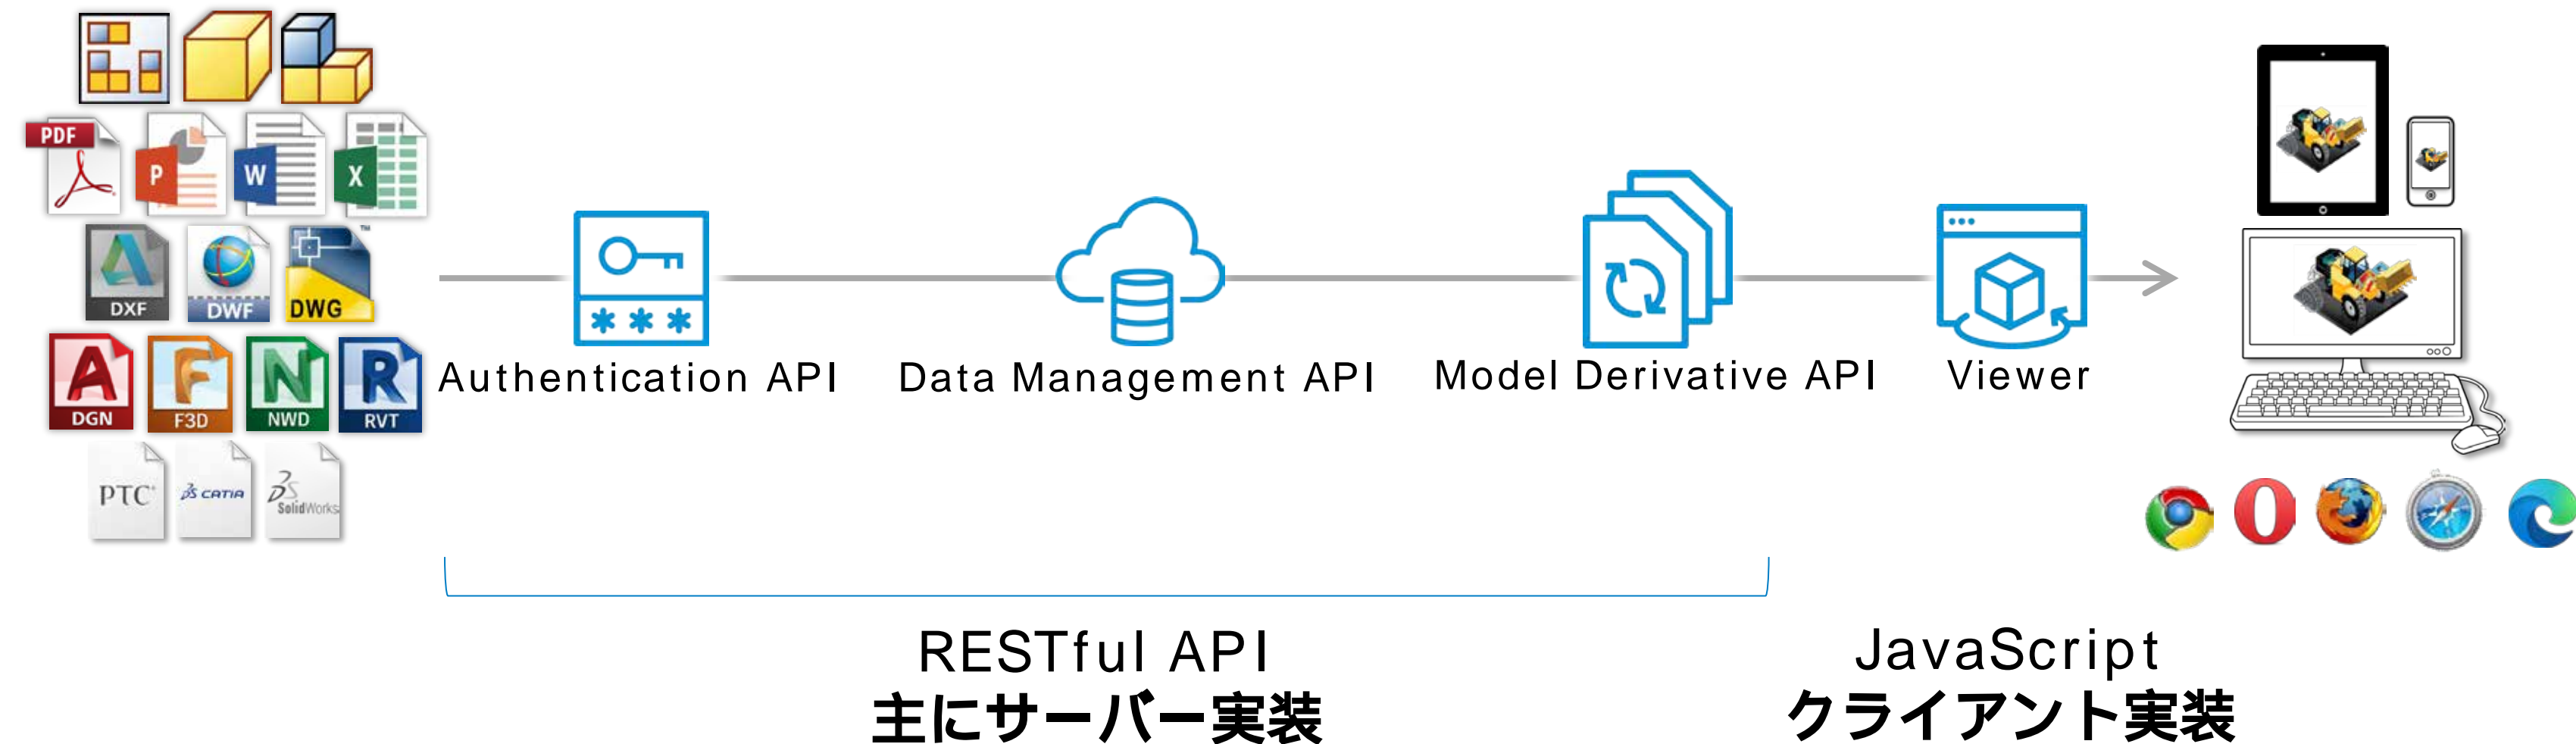 PDF
P
W
X
DXF
DWF
DWG
TM
DGN
F3D
NWD
RVT
PTC
CATIA
SolidWorks
***
Authentication API
Data Management API
Model Derivative API
Viewer
RESTful API
主にサーバー実装
JavaScript
クライアント実装